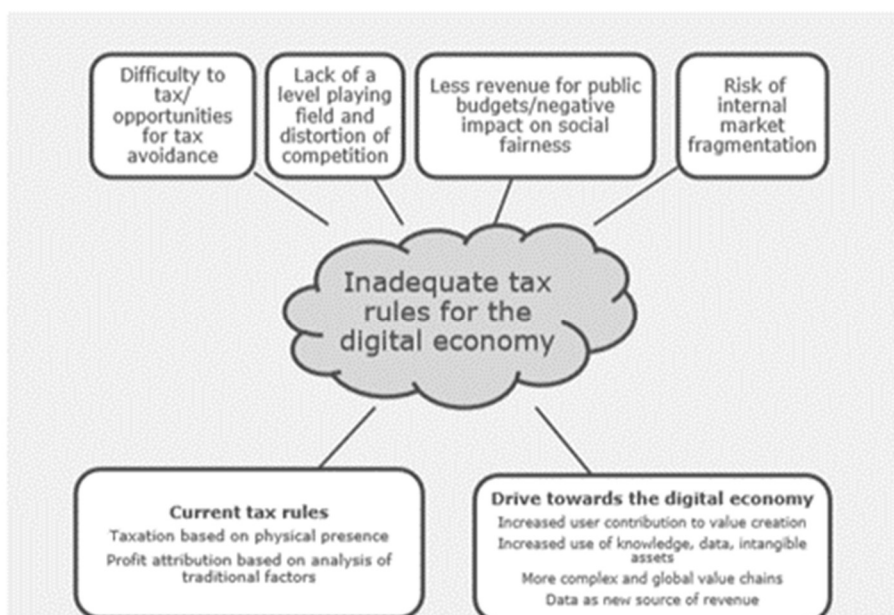 Difficulty to
tax/
opportunities
for tax
avoidance
Lack of a
level playing
field and
distortion of
competition
Less revenue for public
budgets/negative
impact on social
fairness
Risk of
internal
market
fragmentation
Inadequate tax
rules for the
digital economy
Current tax rules
Taxation based on physical presence
Profit attribution based on analysis of
traditional factors
Drive towards the digital economy
Increased user contribution to value creation
Increased use of knowledge, data, intangible
assets
More complex and global value chains
Data as new source of revenue